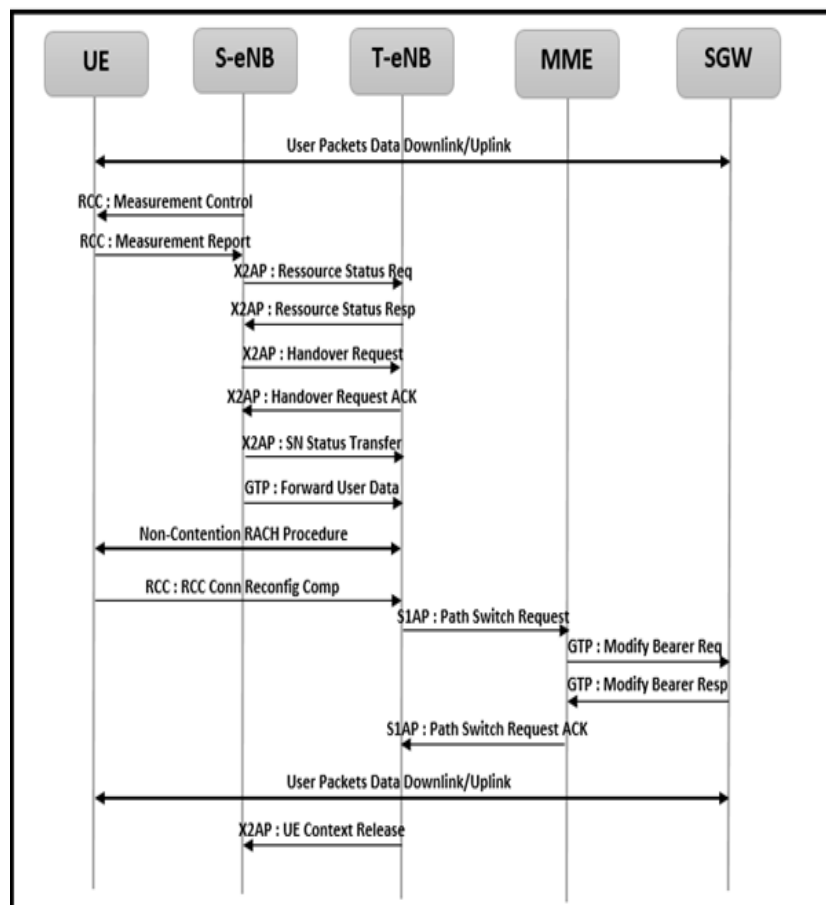 UE S-eNB T-eNB MME SGW
User Packets Data Downlink/Uplink
RCC : Measurement Control
RCC : Measurement Report
X2AP : Ressource Status Req
X2AP : Ressource Status Resp
X2AP : Handover Request
X2AP : Handover Request ACK
X2AP : SN Status Transfer
GTP : Forward User Data
Non-Contention RACH Procedure
RCC : RCC Conn Reconfig Comp
S1AP : Path Switch Request
GTP : Modify Bearer Req
GTP : Modify Bearer Resp
S1AP : Path Switch Request ACK
User Packets Data Downlink/Uplink
X2AP : UE Context Release